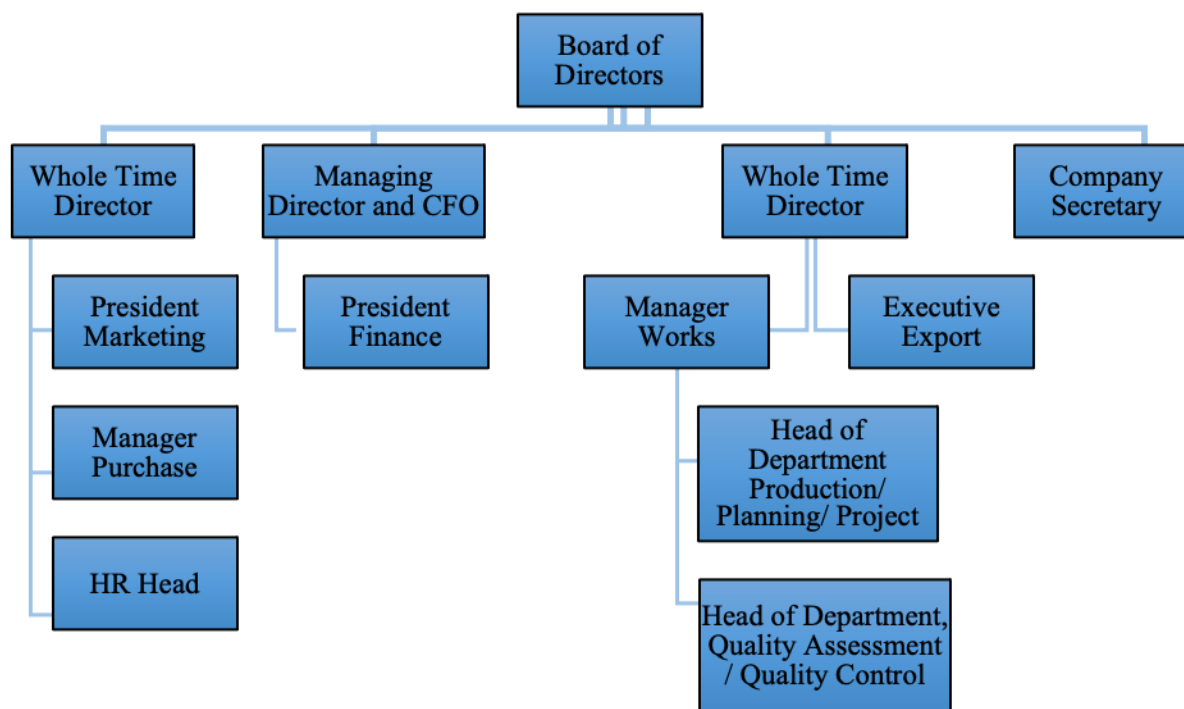 Board of
Directors
Whole Time
Director
Managing
Director and CFO
Whole Time
Director
Company
Secretary
President
Marketing
President
Finance
Manager
Works
Executive
Export
Manager
Purchase
Head of
Department
Production/
Planning/ Project
HR Head
Head of Department,
Quality Assessment
/ Quality Control